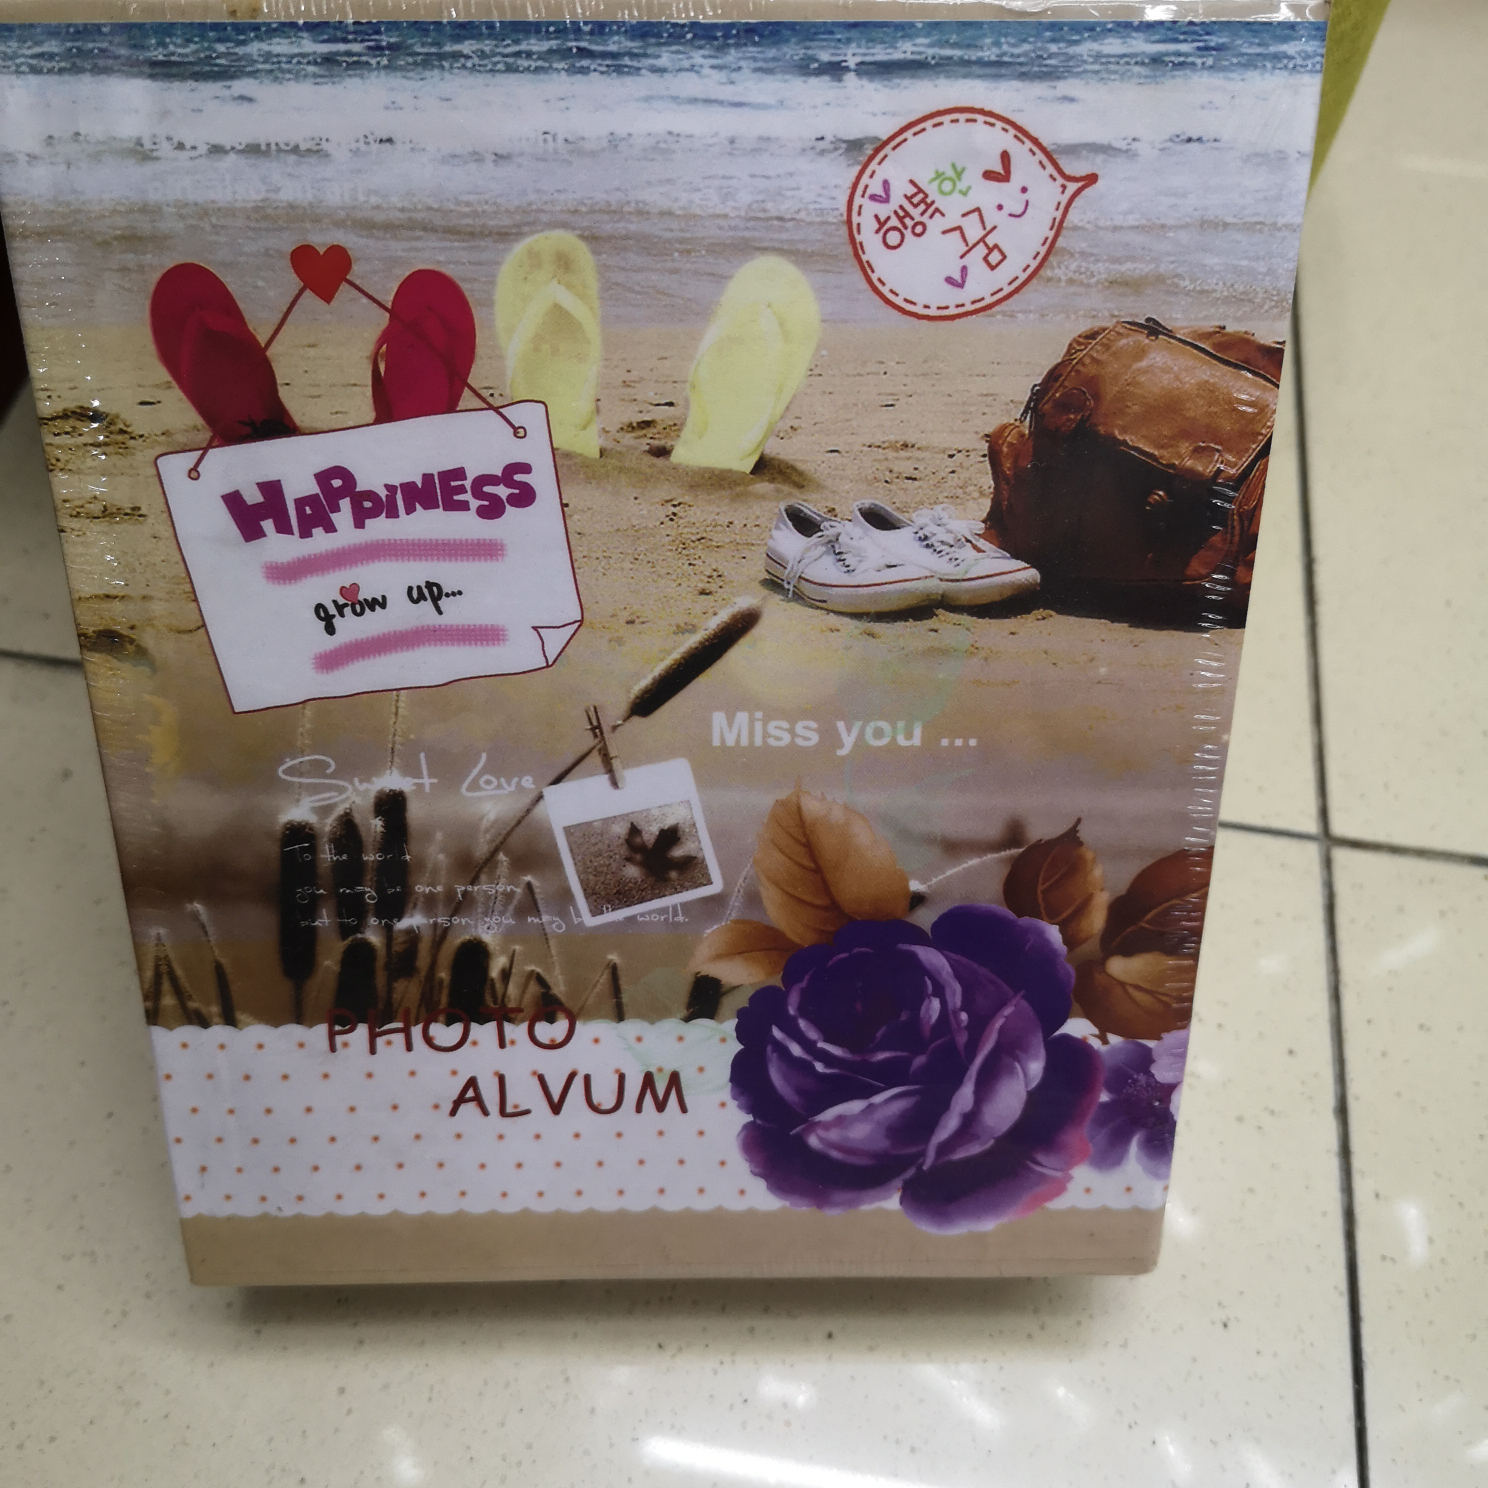 행복한
꿈
HAPPiNESS
grow up...
Miss you ...
Sweet Love
To the world
you may be one person
but to one person you may be the world.
PHOTO
ALVUM